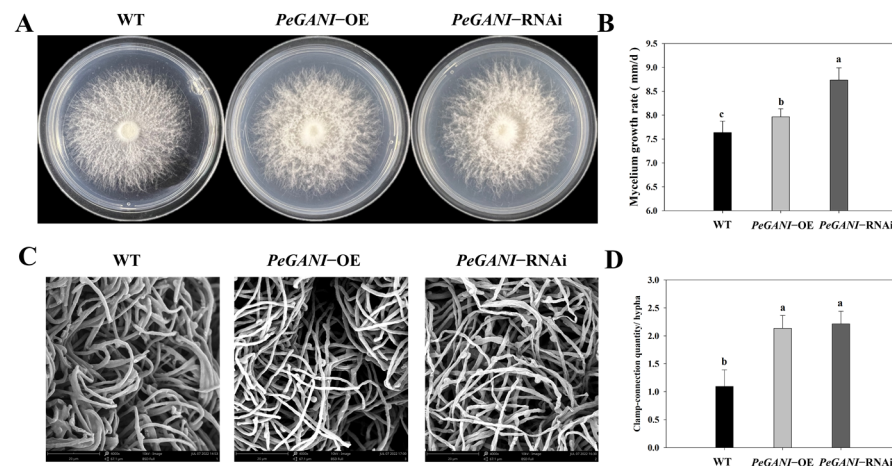 A
WT
PeGANI−OE
PeGANI−RNAi
B
Mycelium growth rate ( mm/d )
9.5
9.0
8.5
8.0
7.5
7.0
6.5
6.0
c
b
a
WT
PeGANI−OE
PeGANI−RNAi
C
WT
PeGANI−OE
PeGANI−RNAi
D
Clamp-connection quantity/ hypha
3.0
2.5
2.0
1.5
1.0
0.5
0.0
b
a
a
WT
PeGANI−OE
PeGANI−RNAi